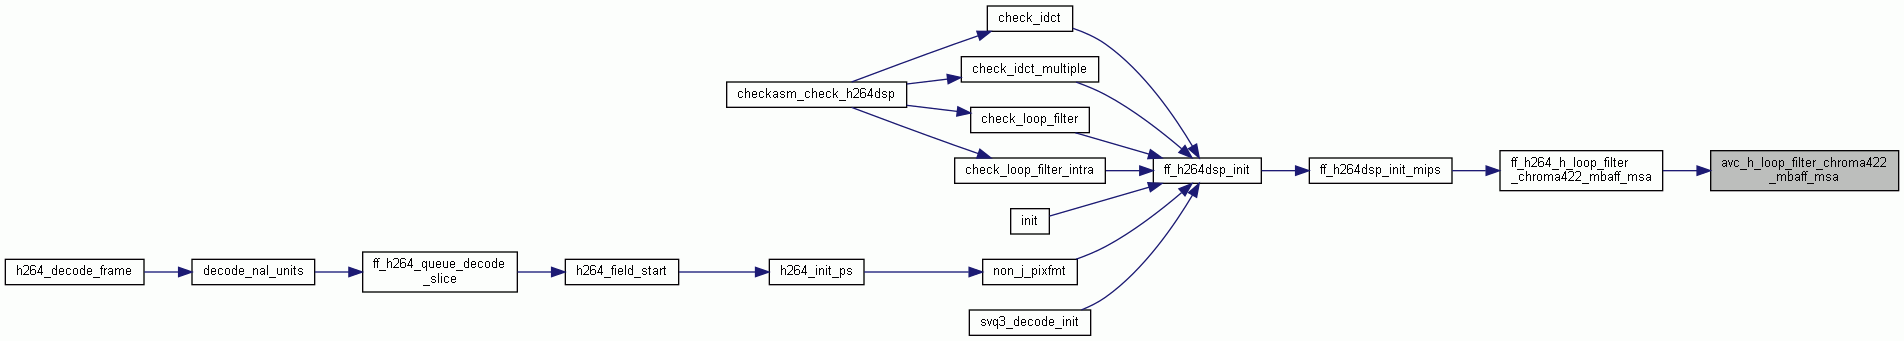 check_idct
check_idct_multiple
checkasm_check_h264dsp
check_loop_filter
check_loop_filter_intra
ff_h264dsp_init
ff_h264dsp_init_mips
ff_h264_h_loop_filter
_chroma422_mbaff_msa
avc_h_loop_filter_chroma422
_mbaff_msa
init
h264_decode_frame
decode_nal_units
ff_h264_queue_decode
_slice
h264_field_start
h264_init_ps
non_j_pixfmt
svq3_decode_init